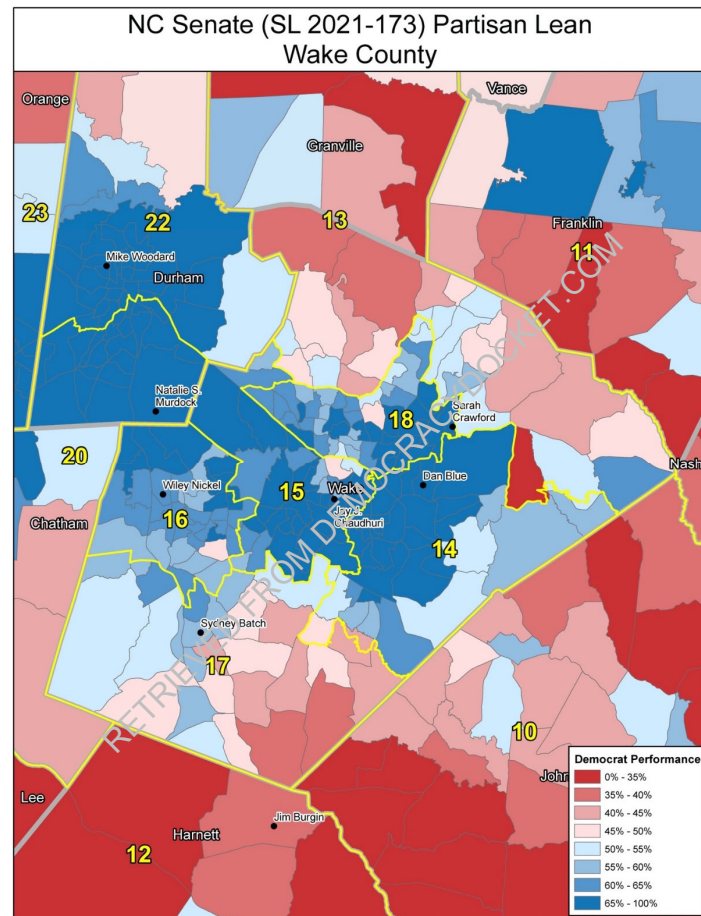 NC Senate (SL 2021-173) Partisan Lean
Wake County
Orange
Vance
Granville
23
22
13
Franklin
11
Mike Woodard
Durham
Natalie S.
Murdock
18
Sarah
Crawford
20
Nash
Wiley Nickel
15
Wake
Dan Blue
Chatham
16
Jay J.
Chaudhuri
14
Sydney Batch
17
10
Lee
Jim Burgin
Harnett
12
RETRIEVED FROM DEMOCRACYDOCKET.COM
Democrat Performance
0% - 35%
35% - 40%
40% - 45%
45% - 50%
50% - 55%
55% - 60%
60% - 65%
65% - 100%